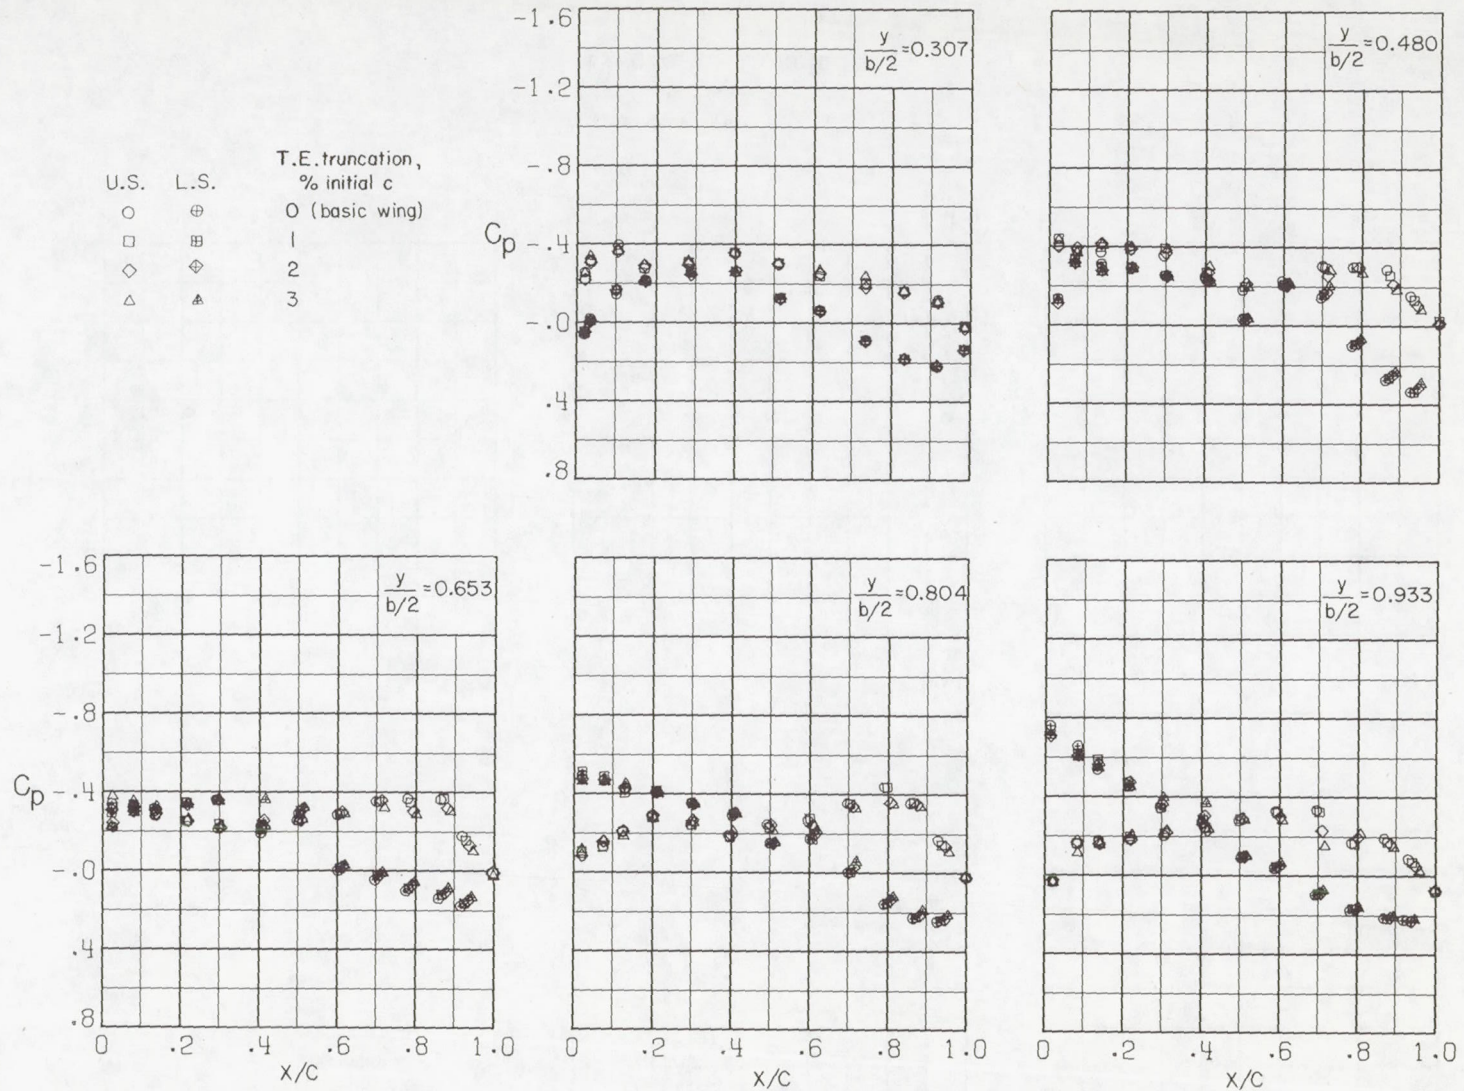 -1.6
-1.2
-.8
-.4
-.0
.4
.8
Cp
y
b/2 =0.307
y
b/2 =0.480
T.E. truncation,
U.S. L.S. % initial c
0 (basic wing)
1
2
3
-1.6
-1.2
-.8
-.4
-.0
.4
.8
Cp
y
b/2 =0.653
y
b/2 =0.804
y
b/2 =0.933
0 .2 .4 .6 .8 1.0
X/C
0 .2 .4 .6 .8 1.0
X/C
0 .2 .4 .6 .8 1.0
X/C